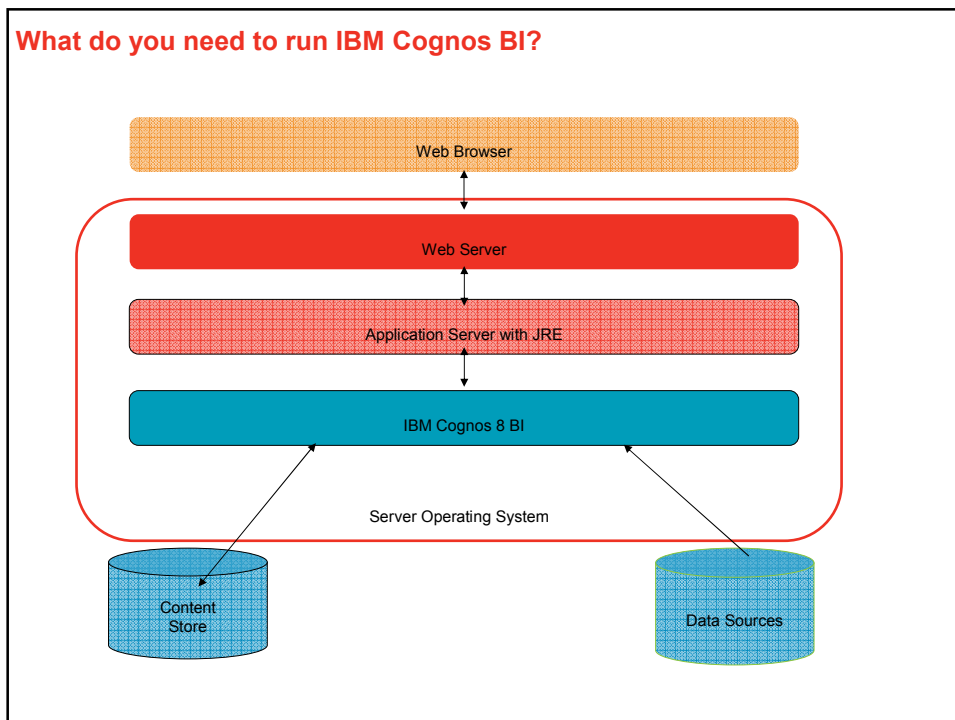 What do you need to run IBM Cognos BI?
Web Browser
Web Server
Application Server with JRE
IBM Cognos 8 BI
Server Operating System
Content
Store
Data Sources